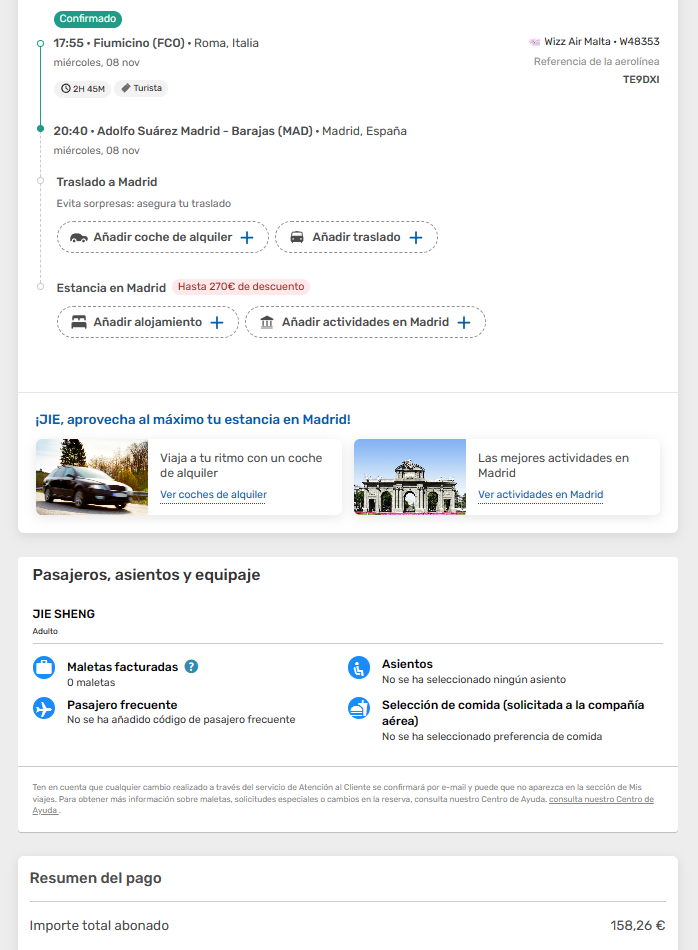 Confirmado
17:55 • Fiumicino (FCO) • Roma, Italia
Wizz Air Malta • W48353
miércoles, 08 nov
Referencia de la aerolínea
TE9DXI
2H 45M
Turista
20:40 • Adolfo Suárez Madrid - Barajas (MAD) • Madrid, España
miércoles, 08 nov
Traslado a Madrid
Evita sorpresas: asegura tu traslado
Añadir coche de alquiler +
Añadir traslado +
Estancia en Madrid
Hasta 270€ de descuento
Añadir alojamiento +
Añadir actividades en Madrid +
¡JIE, aprovecha al máximo tu estancia en Madrid!
Viaja a tu ritmo con un coche
de alquiler
Ver coches de alquiler
Las mejores actividades en
Madrid
Ver actividades en Madrid
Pasajeros, asientos y equipaje
JIE SHENG
Adulto
Maletas facturadas ?
0 maletas
Asientos
No se ha seleccionado ningún asiento
Pasajero frecuente
No se ha añadido código de pasajero frecuente
Selección de comida (solicitada a la compañía
aérea)
No se ha seleccionado preferencia de comida
Ten en cuenta que cualquier cambio realizado a través del servicio de Atención al Cliente se confirmará por e-mail y puede que no aparezca en la sección de Mis
viajes. Para obtener más información sobre maletas, solicitudes especiales o cambios en la reserva, consulta nuestro Centro de Ayuda. consulta nuestro Centro de
Ayuda .
Resumen del pago
Importe total abonado
158,26 €